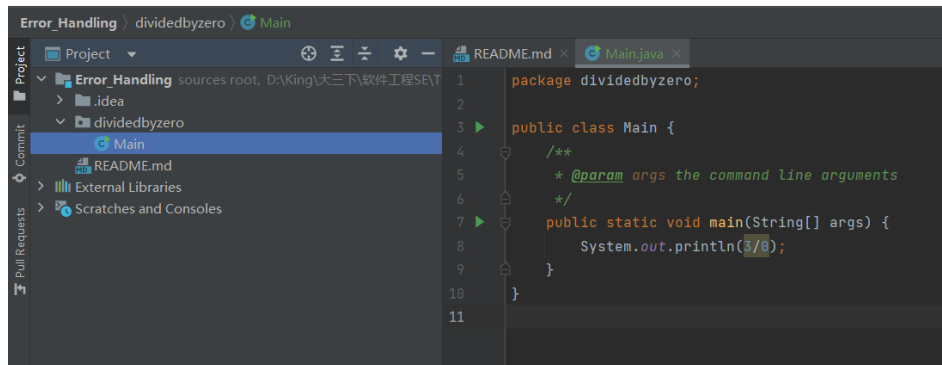 Error_Handling dividedbyzero Main
Project
Commit
Pull Requests
Project
Error_Handling sources root, D:\King\大三下\软件工程SE\T
.idea
dividedbyzero
Main
README.md
External Libraries
Scratches and Consoles
README.md Main.java
1 package dividedbyzero;
2
3 public class Main {
4 /**
5 * @param args the command line arguments
6 */
7 public static void main(String[] args) {
8 System.out.println(3/0);
9 }
10 }
11